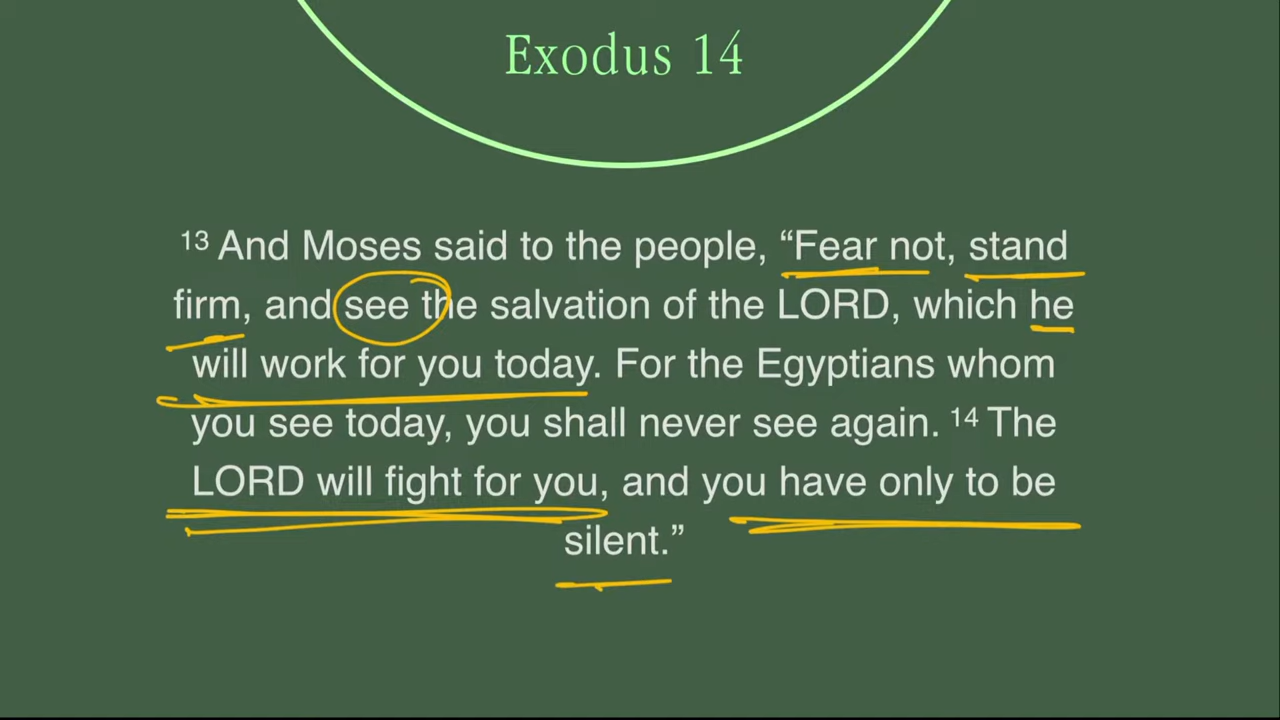 Exodus 14
13 And Moses said to the people, “Fear not, stand
firm, and see the salvation of the LORD, which he
will work for you today. For the Egyptians whom
you see today, you shall never see again. 14 The
LORD will fight for you, and you have only to be
silent.”